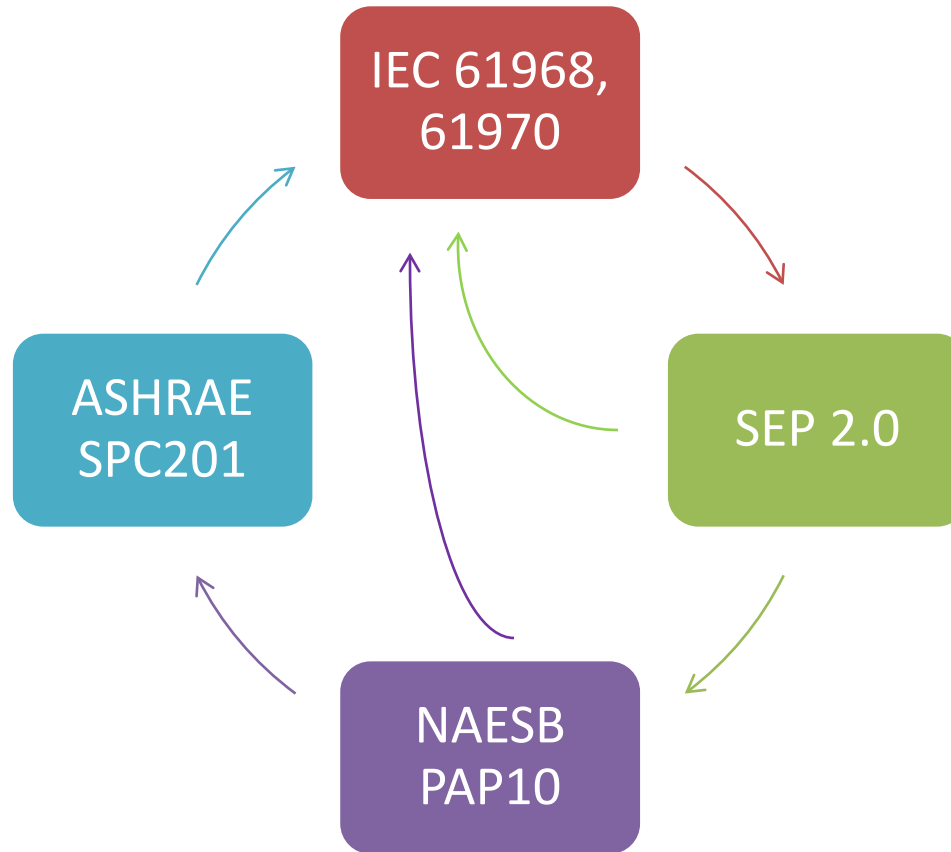 IEC 61968,
61970
ASHRAE
SPC201
SEP 2.0
NAESB
PAP10